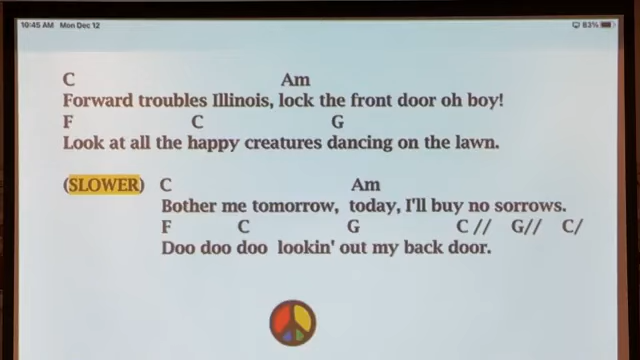 10:45 AM Mon Dec 12
83%
C Am
Forward troubles Illinois, lock the front door oh boy!
F C G
Look at all the happy creatures dancing on the lawn.
(SLOWER) C Am
Bother me tomorrow, today, I'll buy no sorrows.
F C G C // G// C/
Doo doo doo lookin' out my back door.